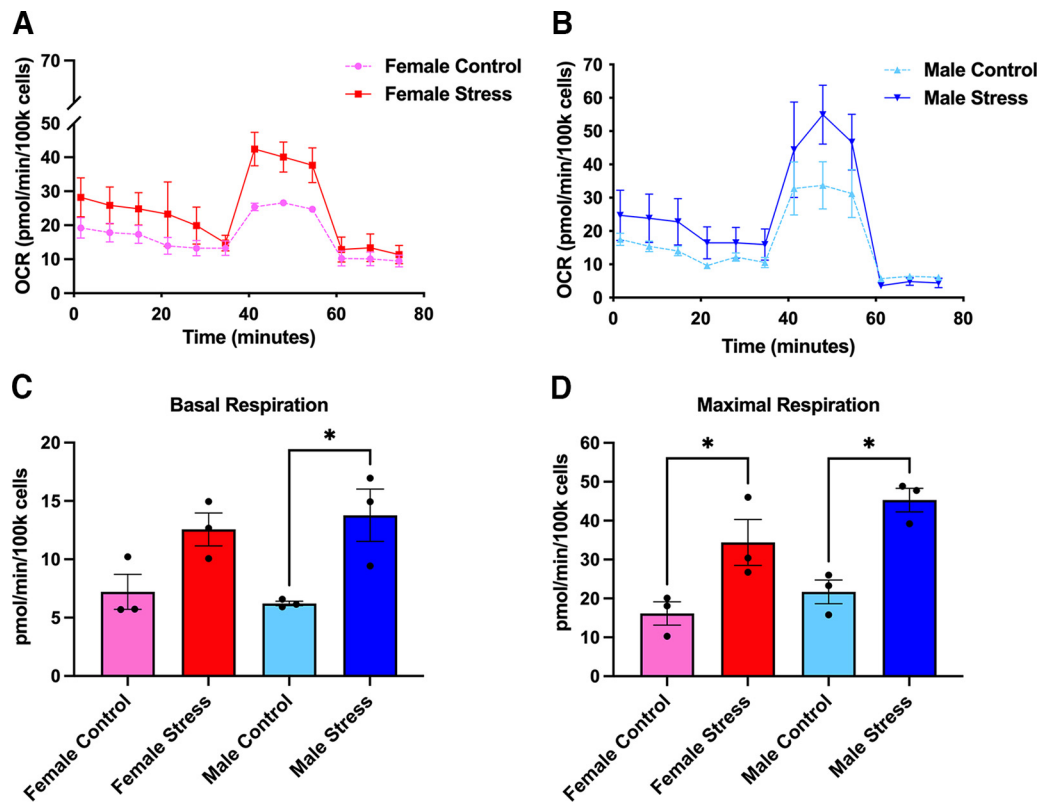 A
OCR (pmol/min/100k cells)
70
50
40
30
20
10
0
0 20 40 60 80
Time (minutes)
Female Control
Female Stress
B
OCR (pmol/min/100k cells)
70
60
50
40
30
20
10
0
0 20 40 60 80
Time (minutes)
Male Control
Male Stress
C
Basal Respiration
pmol/min/100k cells
20
15
10
5
0
*
Female Control
Female Stress
Male Control
Male Stress
D
Maximal Respiration
pmol/min/100k cells
60
50
40
30
20
10
0
*
*
Female Control
Female Stress
Male Control
Male Stress